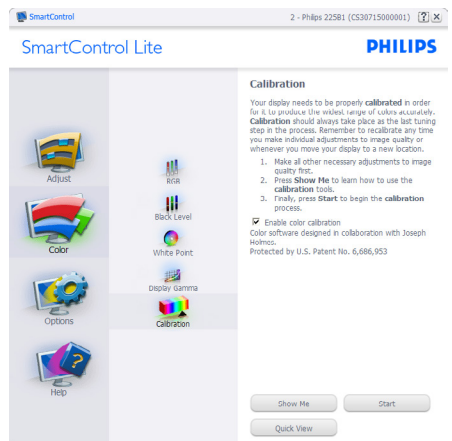 SmartControl
2 - Philips 225B1 (CS30715000001)
SmartControl Lite
PHILIPS
Adjust
Color
Options
Help
RGB
Black Level
White Point
Display Gamma
Calibration
Calibration
Your display needs to be properly calibrated in order
for it to produce the widest range of colors accurately.
Calibration should always take place as the last tuning
step in the process. Remember to recalibrate any time
you make individual adjustments to image quality or
whenever you move your display to a new location.
1. Make all other necessary adjustments to image
quality first.
2. Press Show Me to learn how to use the
calibration tools.
3. Finally, press Start to begin the calibration
process.
Enable color calibration
Color software designed in collaboration with Joseph
Holmes.
Protected by U.S. Patent No. 6,686,953
Show Me
Start
Quick View